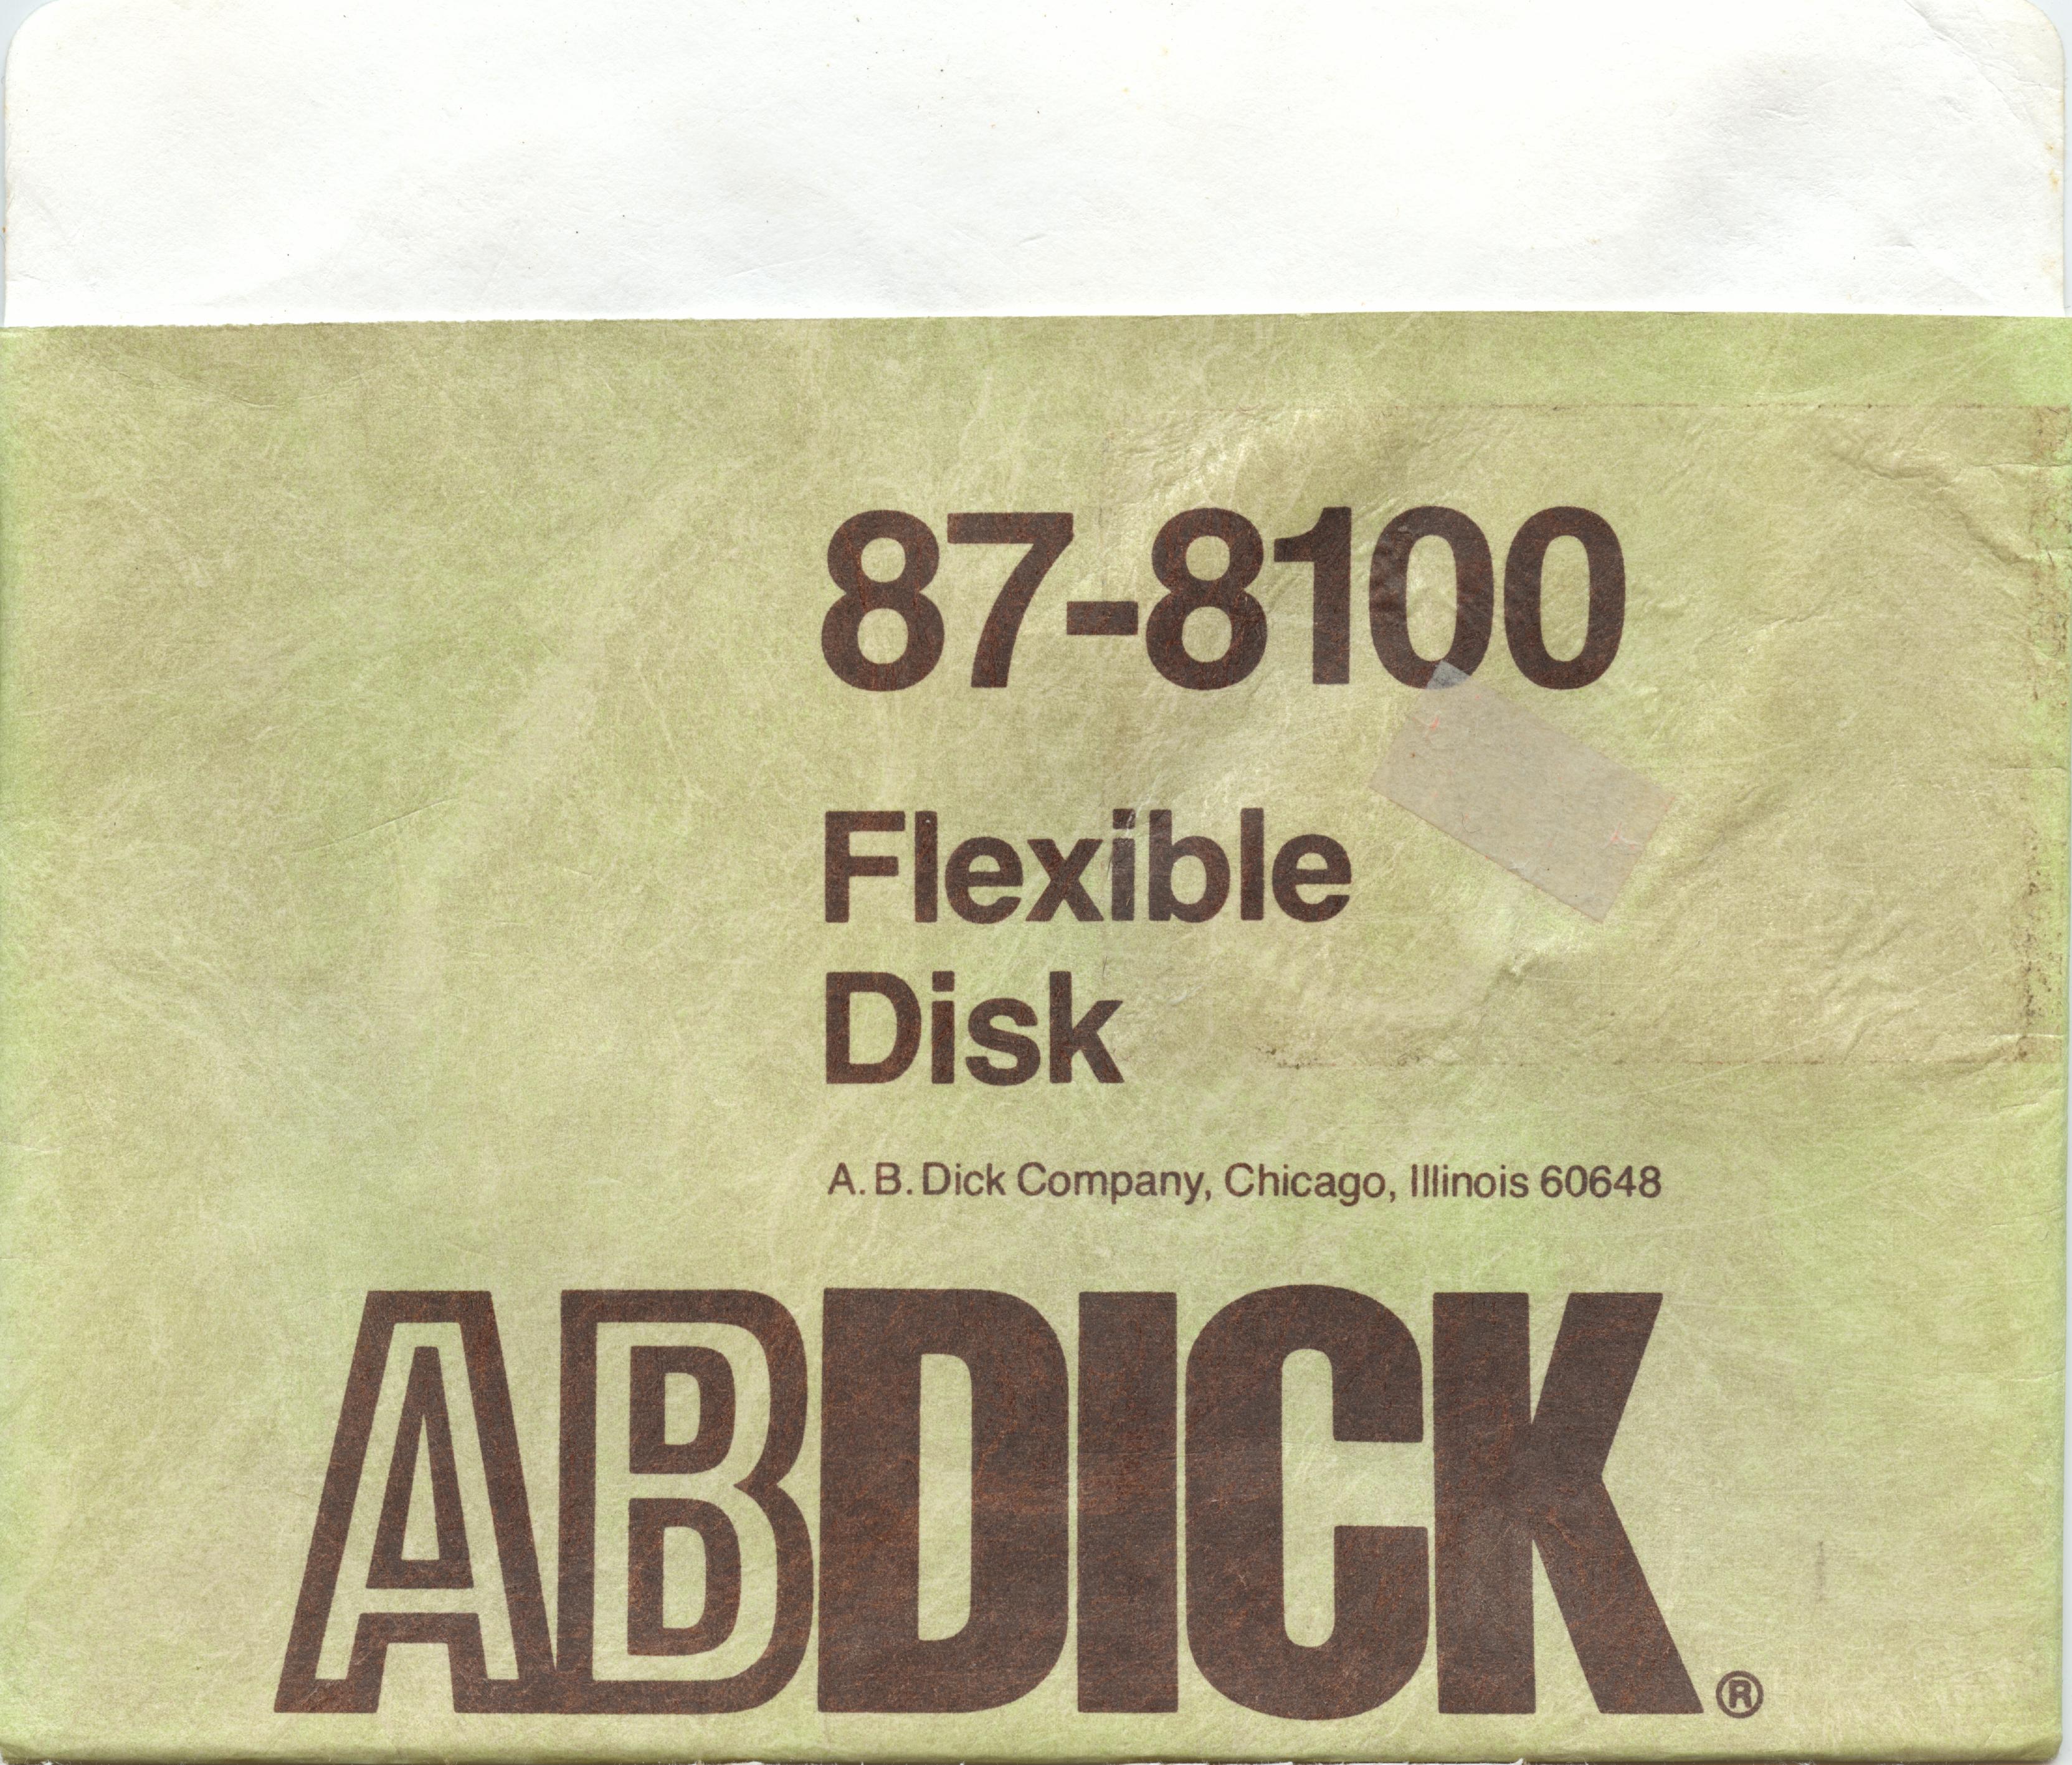 87-8100
Flexible
Disk
A. B. Dick Company, Chicago, Illinois 60648
ABDICK®